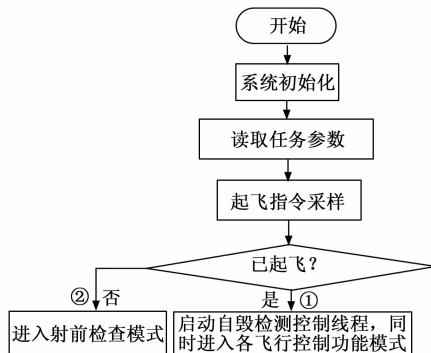 开始
系统初始化
读取任务参数
起飞指令采样
已起飞？
② 否
是 ①
进入射前检查模式
启动自毁检测控制线程，同
时进入各飞行控制功能模式